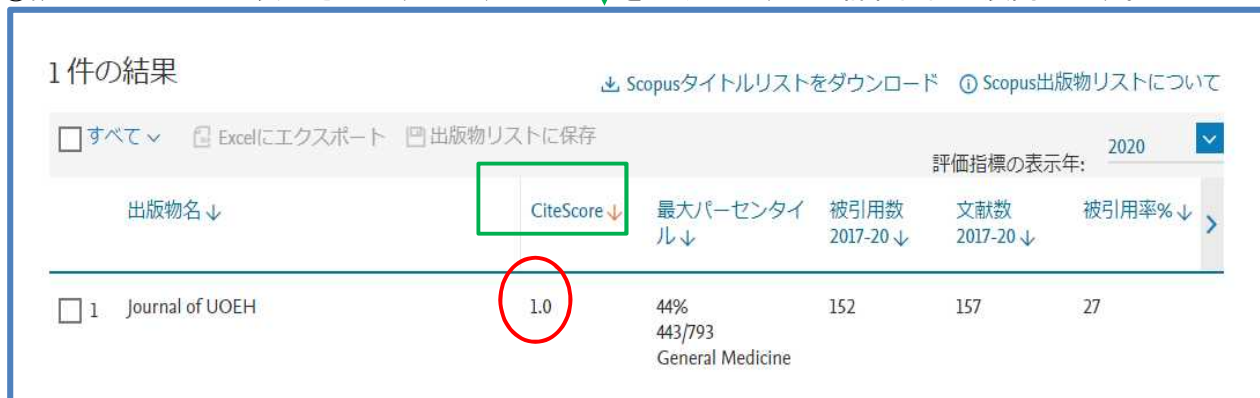 1 件の結果
Scopusタイトルリストをダウンロード Scopus出版物リストについて
すべて Excelにエクスポート 出版物リストに保存
評価指標の表示年: 2020
出版物名↓ CiteScore↓ 最大パーセンタイル↓ 被引用数 2017-20↓ 文献数 2017-20↓ 被引用率%↓
1 Journal of UOEH 1.0 44% 152 157 27
443/793
General Medicine